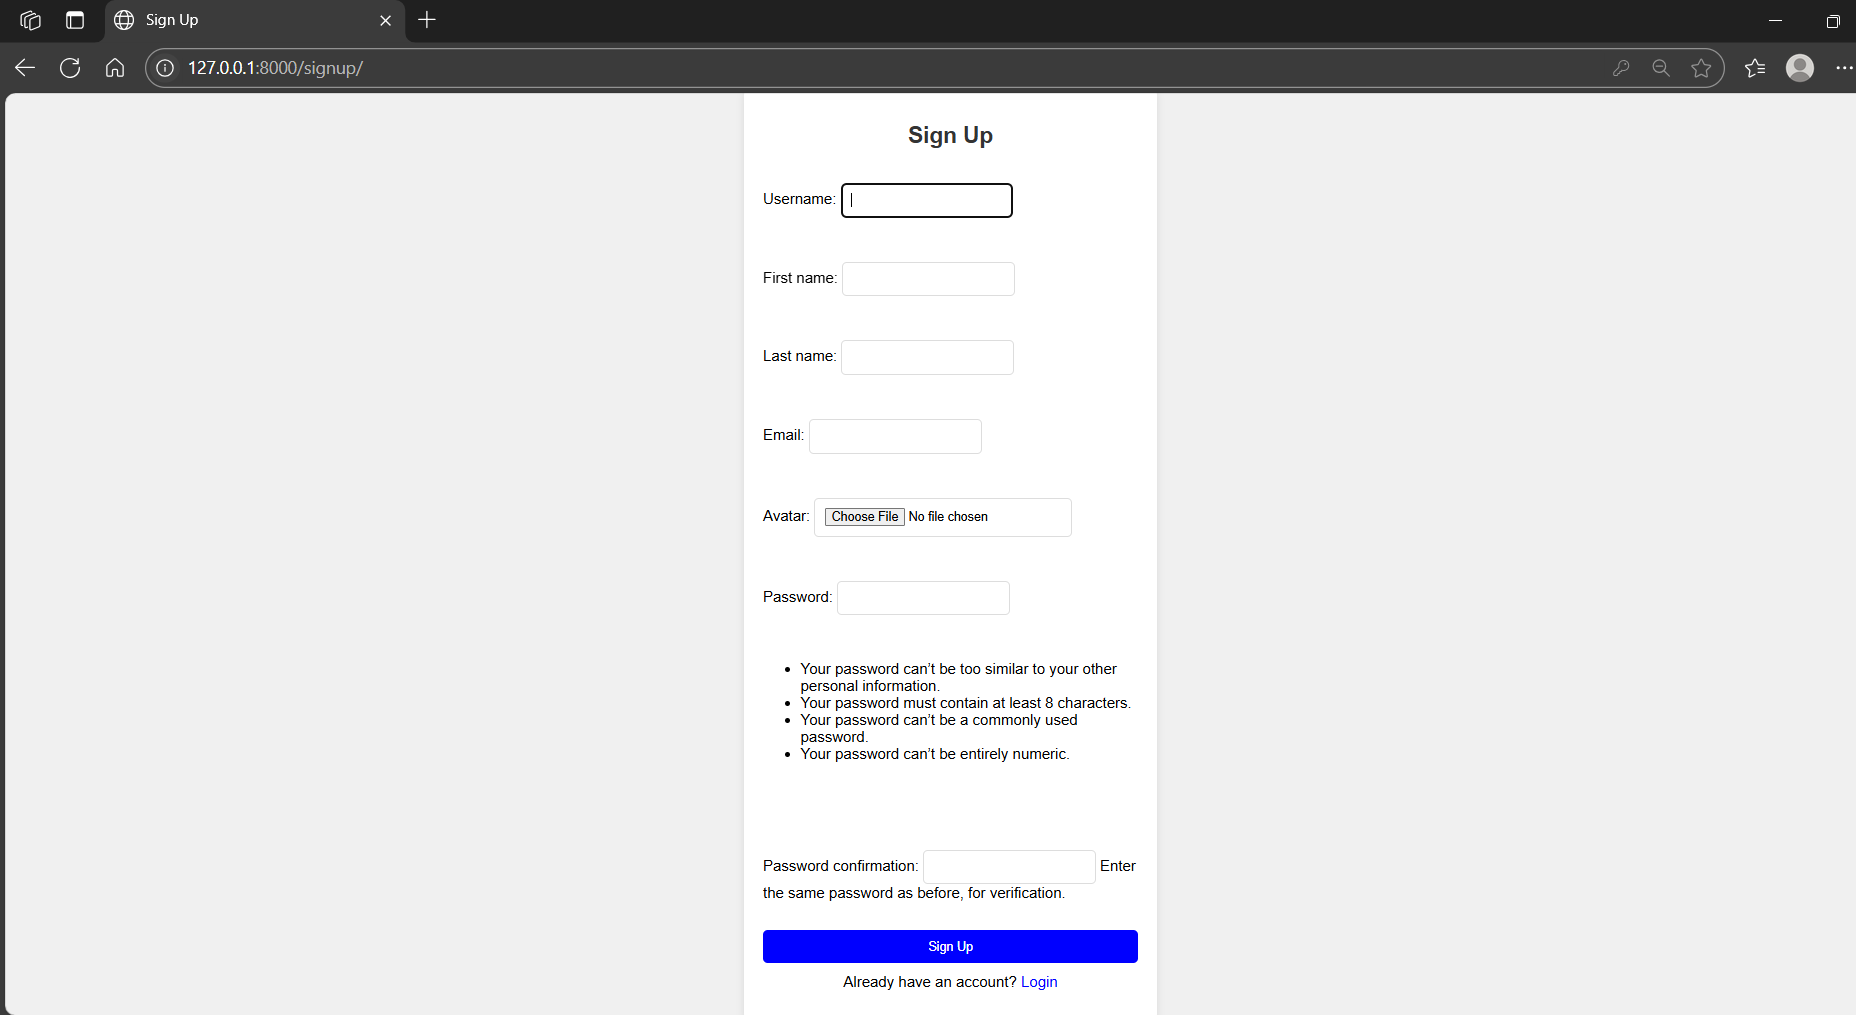 Sign Up
127.0.0.1:8000/signup/
Sign Up
Username:
First name:
Last name:
Email:
Avatar: Choose File No file chosen
Password:
Your password can’t be too similar to your other
personal information.
Your password must contain at least 8 characters.
Your password can’t be a commonly used
password.
Your password can’t be entirely numeric.
Password confirmation: Enter
the same password as before, for verification.
Sign Up
Already have an account? Login